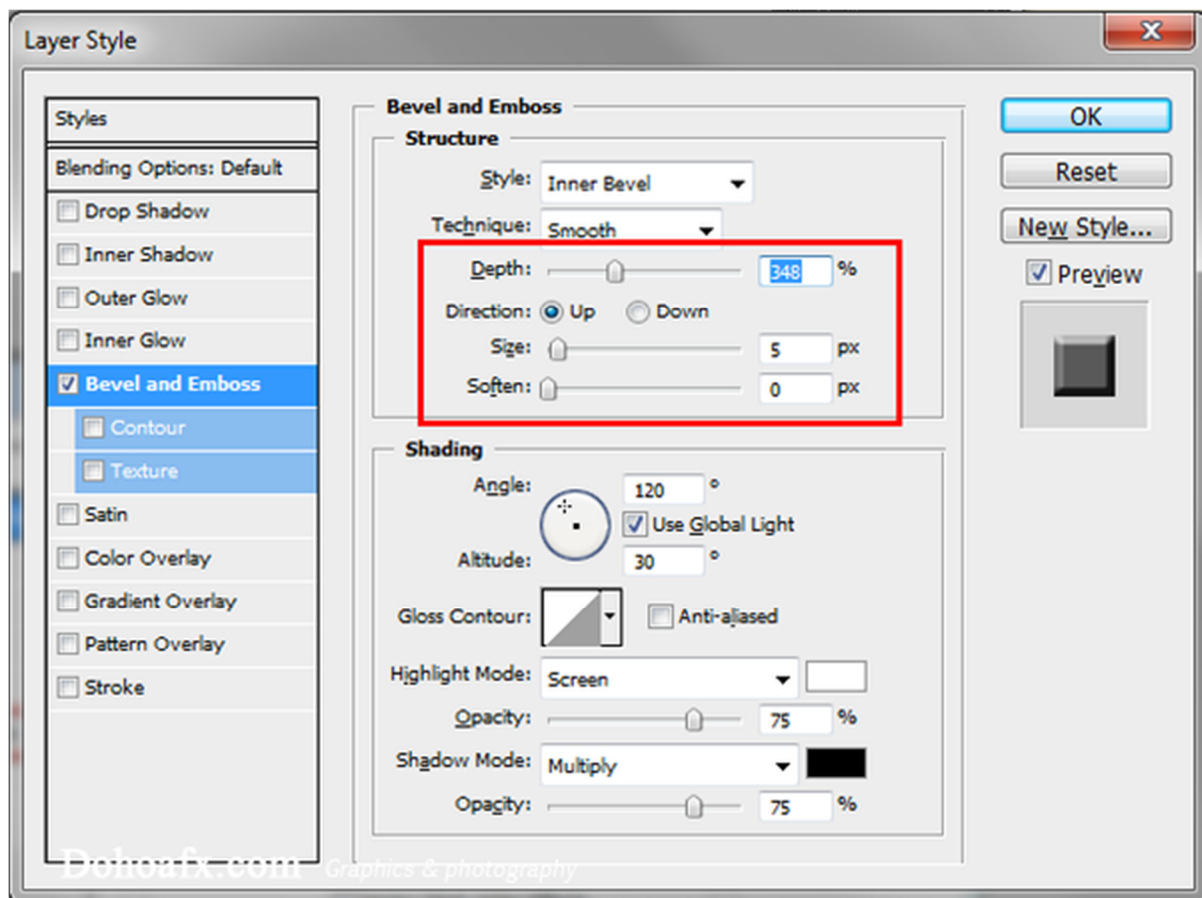 Layer Style
Styles
Blending Options: Default
Drop Shadow
Inner Shadow
Outer Glow
Inner Glow
Bevel and Emboss
Contour
Texture
Satin
Color Overlay
Gradient Overlay
Pattern Overlay
Stroke
Bevel and Emboss
Structure
Style: Inner Bevel
Technique: Smooth
Depth: 348 %
Direction: Up Down
Size: 5 px
Soften: 0 px
Shading
Angle: 120 °
Use Global Light
Altitude: 30 °
Gloss Contour: Anti-aliased
Highlight Mode: Screen
Opacity: 75 %
Shadow Mode: Multiply
Opacity: 75 %
OK
Reset
New Style...
Preview
Dohoafx.com Graphics & photography